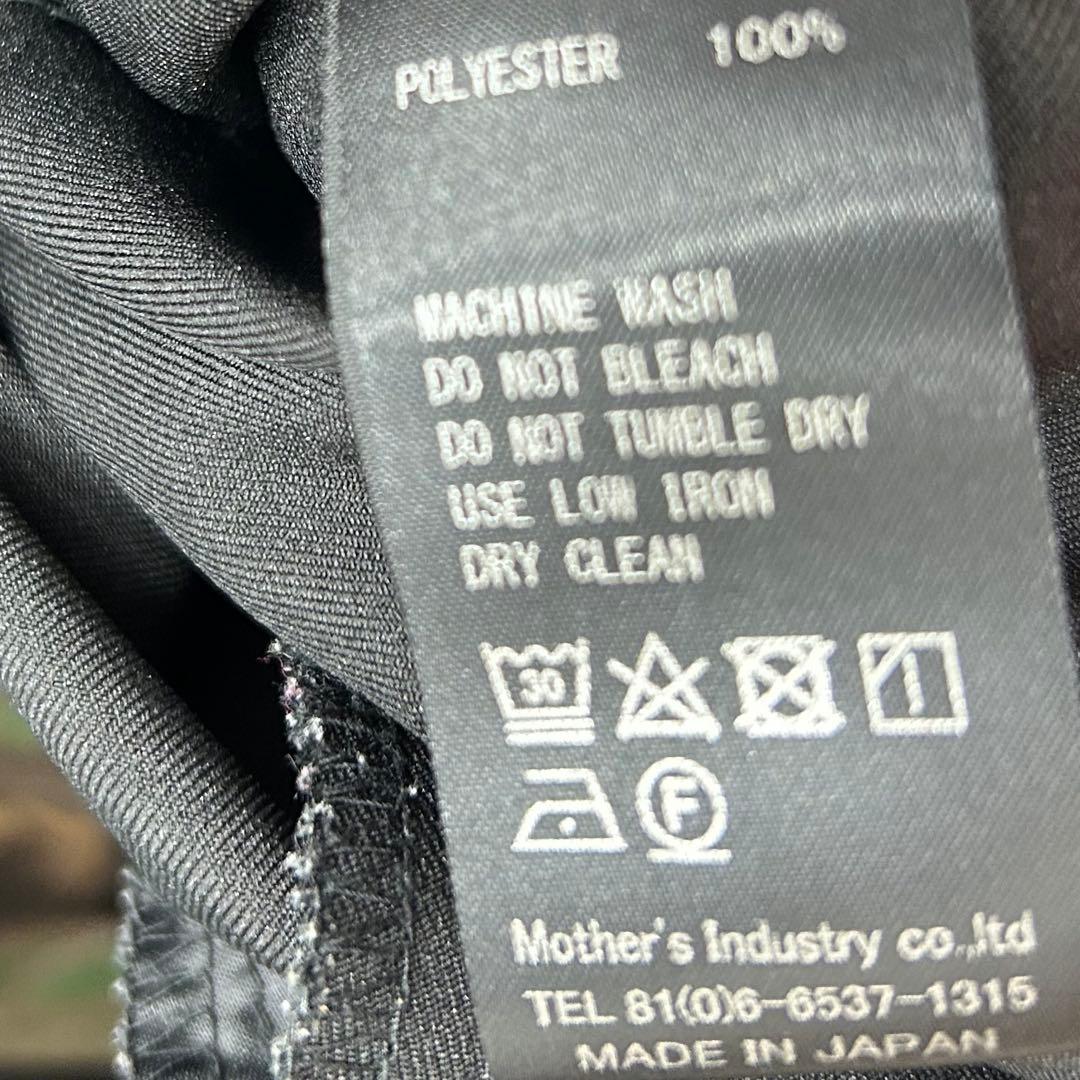 POLYESTER 100%
MACHINE WASH
DO NOT BLEACH
DO NOT TUMBLE DRY
USE LOW IRON
DRY CLEAN
30
F
Mother's Industry co.,ltd
TEL 81(0)6-6537-1315
MADE IN JAPAN